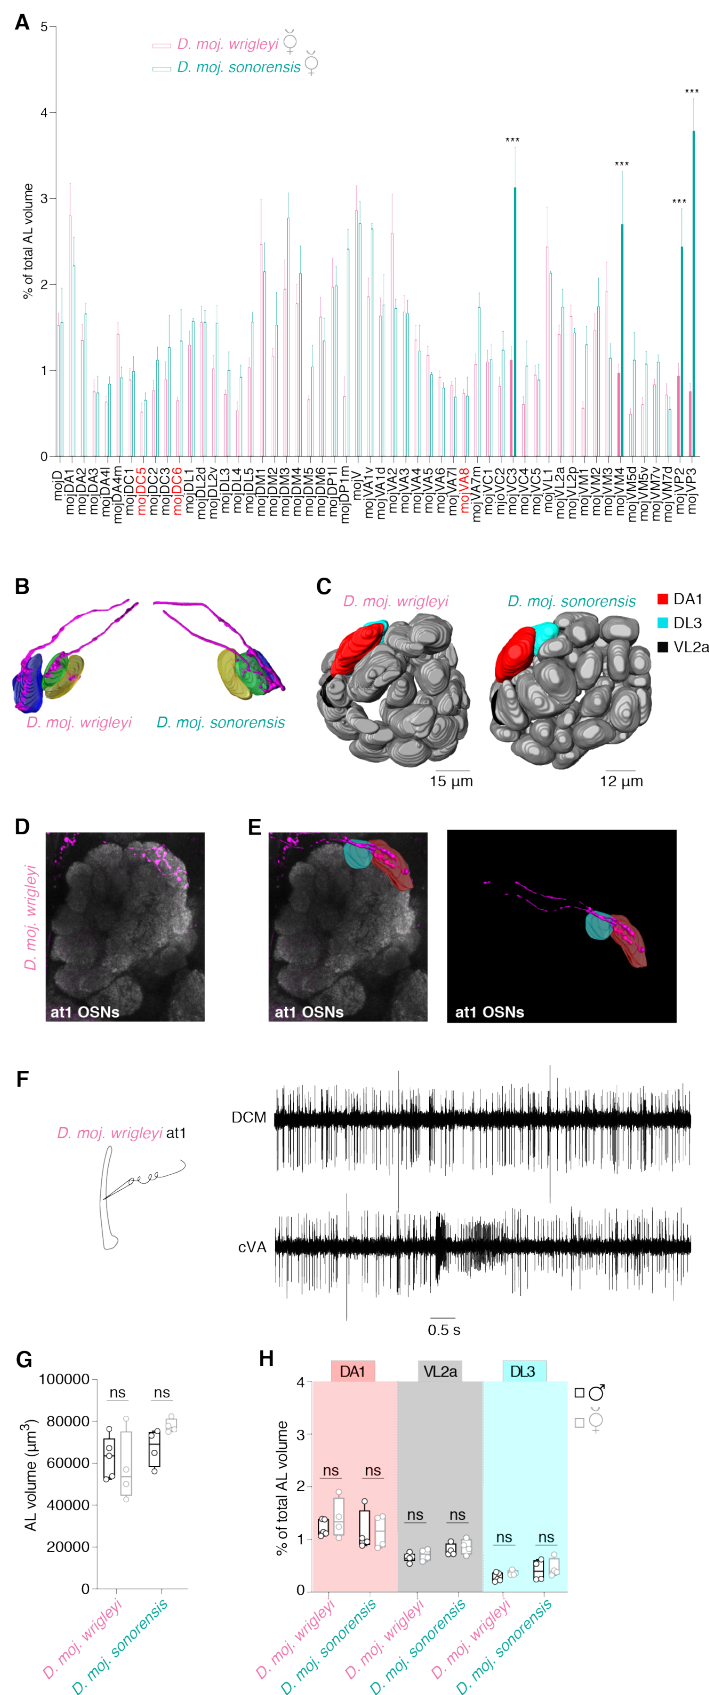 A
5
4
3
2
1
0
% of total AL volume
D. moj. wrigleyi
D. moj. sonorensis
***
***
***
***
mojD
mojDA1
mojDA2
mojDA3
mojDA4l
mojDA4m
mojDC1
mojDC5
mojDC2
mojDC3
mojDC6
mojDL1
mojDL2d
mojDL2v
mojDL3
mojDL4
mojDL5
mojDM1
mojDM2
mojDM3
mojDM4
mojDM5
mojDM6
mojDP1l
mojDP1m
mojV
mojVA1v
mojVA1d
mojVA2
mojVA3
mojVA4
mojVA5
mojVA6
mojVA7l
mojVA8
mojVA7m
mojVC1
mjoVC2
mojVC3
mojVC4
mojVC5
mojVL1
mojVL2a
mojVL2p
mojVM1
mojVM2
mojVM3
mojVM4
mojVM5d
mojVM5v
mojVM7v
mojVM7d
mojVP2
mojVP3
B
D. moj. wrigleyi
D. moj. sonorensis
C
D. moj. wrigleyi
D. moj. sonorensis
DA1
DL3
VL2a
15 μm
12 μm
D
E
D. moj. wrigleyi
at1 OSNs
at1 OSNs
at1 OSNs
F
D. moj. wrigleyi at1
DCM
cVA
0.5 s
G
100000
80000
60000
40000
20000
0
AL volume (μm³)
ns
ns
D. moj. wrigleyi
D. moj. sonorensis
H
DA1
VL2a
DL3
4
3
2
1
0
% of total AL volume
ns
ns
ns
ns
ns
ns
D. moj. wrigleyi
D. moj. sonorensis
D. moj. wrigleyi
D. moj. sonorensis
D. moj. wrigleyi
D. moj. sonorensis